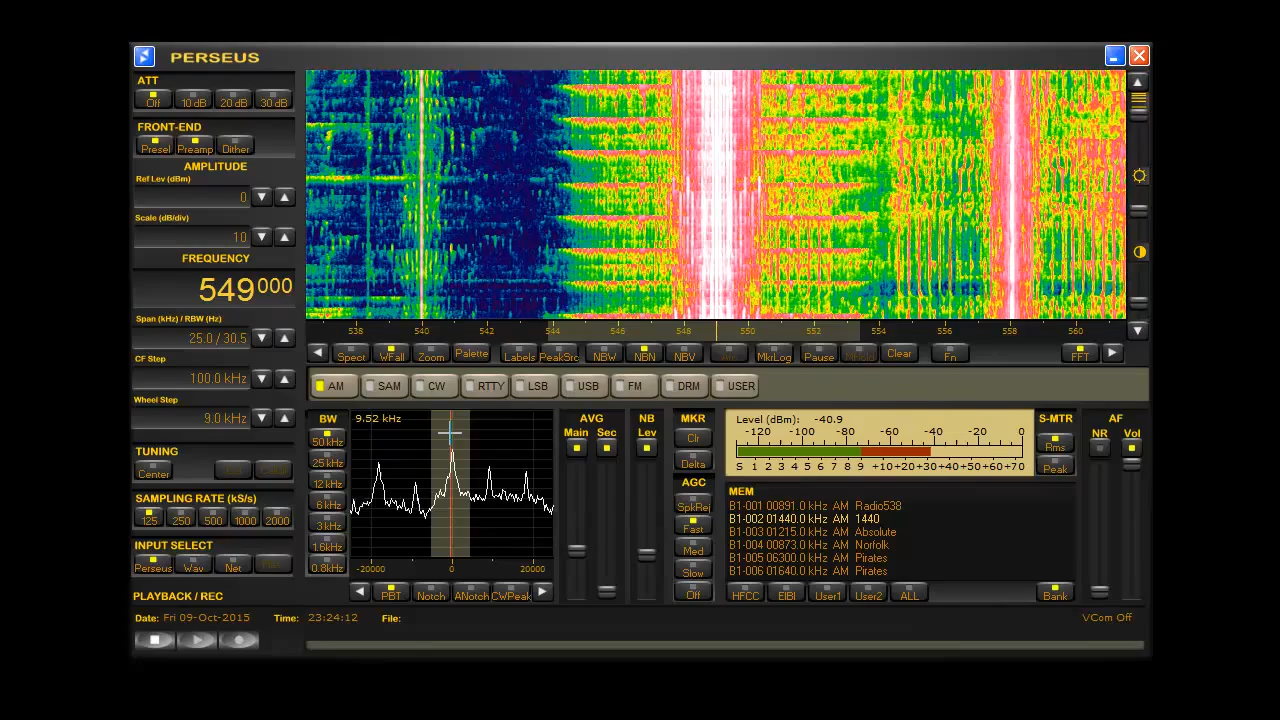 PERSEUS
ATT
Off 10 dB 20 dB 30 dB
FRONT-END
Presel Preamp Dither
AMPLITUDE
Ref Lev (dBm)
0
Scale (dB/div)
10
FREQUENCY
549000
Span (kHz) / RBW (Hz)
25.0 / 30.5
CF Step
100.0 kHz
Wheel Step
9.0 kHz
TUNING
Center
SAMPLING RATE (kS/s)
125 250 500 1000 2000
INPUT SELECT
Perseus Wav Net
538 540 542 544 546 548 550 552 554 556 558 560
Spect WFall Zoom Palette Labels PeakSrc NBW NBN NBV MkrLog Pause Clear Fn FFT
AM SAM CW RTTY LSB USB FM DRM USER
BW
50 kHz
25 kHz
12 kHz
6 kHz
3 kHz
1.6kHz
0.8kHz
9.52 kHz
-20000 0 20000
PBT Notch ANotch CWPeak
AVG
Main Sec
NB
Lev
MKR
Clr
Delta
AGC
SpkRej
Fast
Med
Slow
Off
Level (dBm): -40.9
-120 -100 -80 -60 -40 -20 0
S 1 2 3 4 5 6 7 8 9 +10 +20 +30 +40 +50 +60 +70
S-MTR
Rms
Peak
AF
NR Vol
MEM
B1-001 00891.0 kHz AM Radio538
B1-002 01440.0 kHz AM 1440
B1-003 01215.0 kHz AM Absolute
B1-004 00873.0 kHz AM Norfolk
B1-005 06300.0 kHz AM Pirates
B1-006 01640.0 kHz AM Pirates
HFCC EIBI User1 User2 ALL Bank
PLAYBACK / REC
Date: Fri 09-Oct-2015 Time: 23:24:12 File: VCom Off